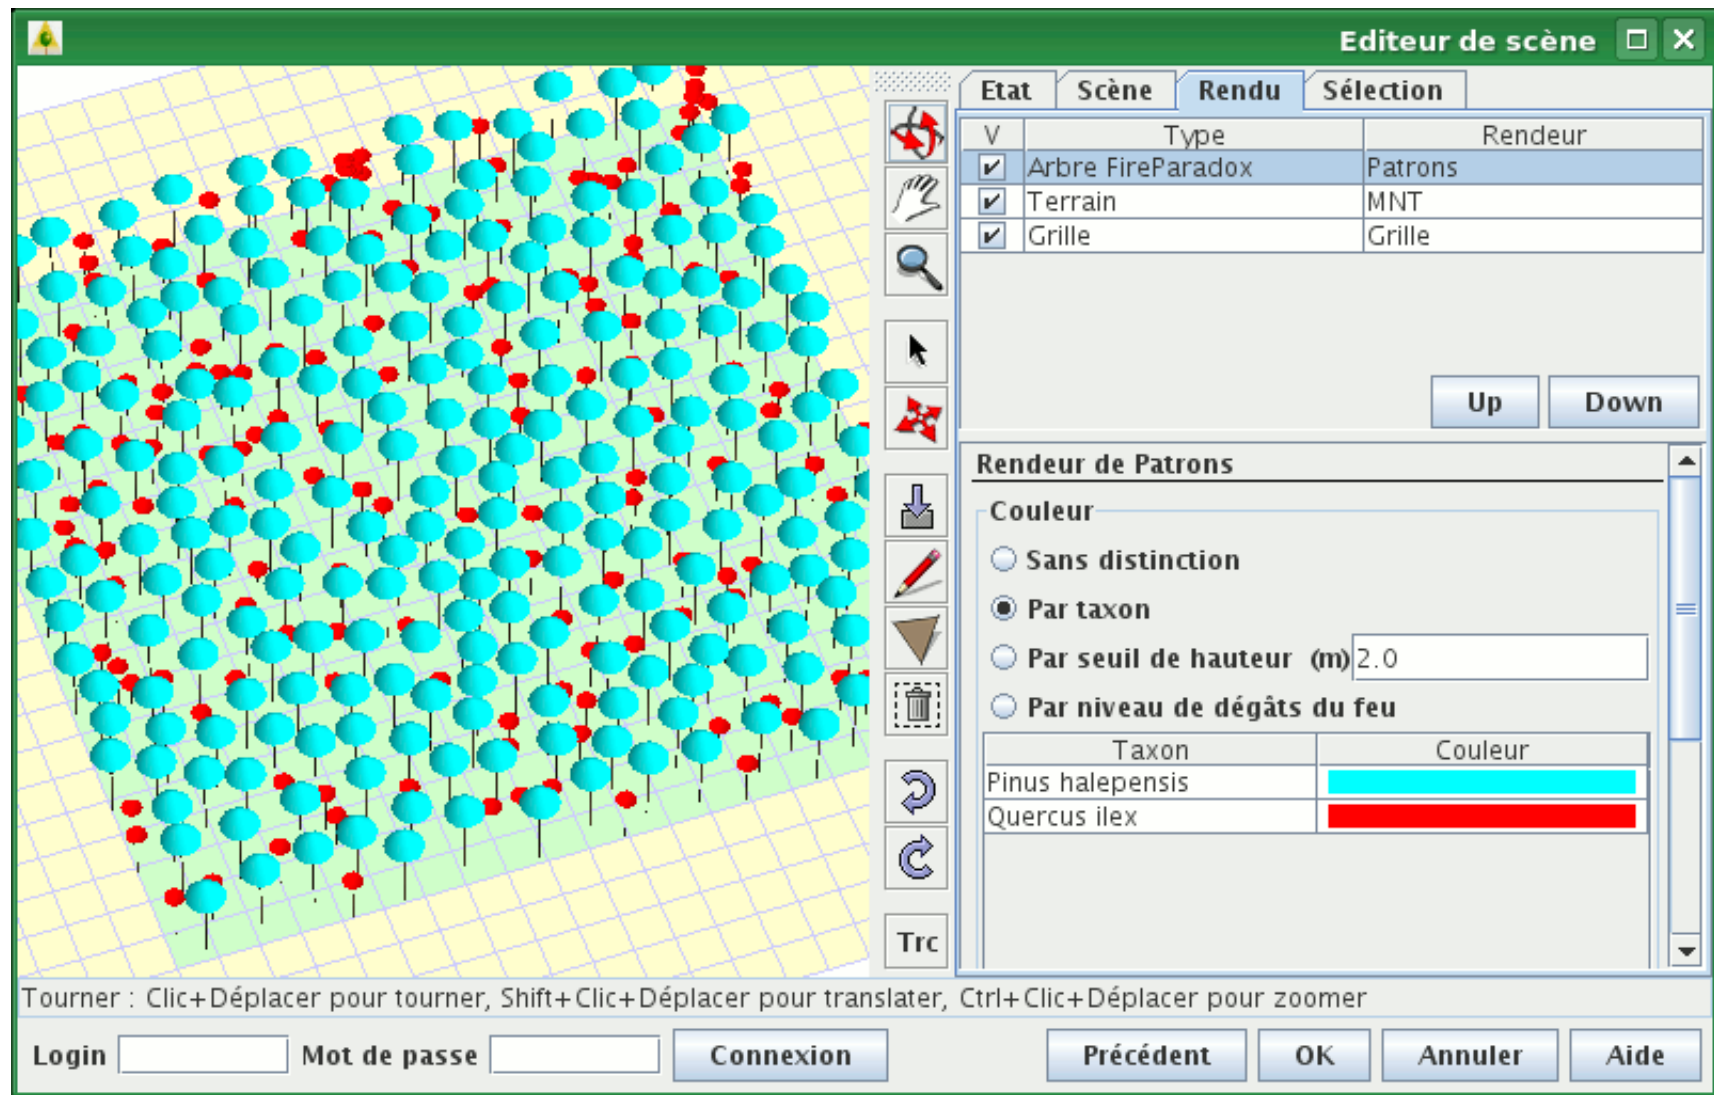 Editeur de scène
Etat Scène Rendu Sélection
V Type Rendeur
Arbre FireParadox Patrons
Terrain MNT
Grille Grille
Up Down
Rendeur de Patrons
Couleur
Sans distinction
Par taxon
Par seuil de hauteur (m) 2.0
Par niveau de dégâts du feu
Taxon Couleur
Pinus halepensis
Quercus ilex
Trc
Tourner : Clic+Déplacer pour tourner, Shift+Clic+Déplacer pour translater, Ctrl+Clic+Déplacer pour zoomer
Login Mot de passe Connexion Précédent OK Annuler Aide